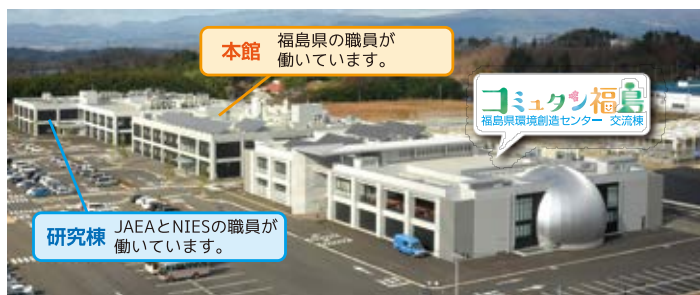 本館
福島県の職員が
働いています。
コミュタン福島
福島県環境創造センター 交流棟
研究棟
JAEAとNIESの職員が
働いています。